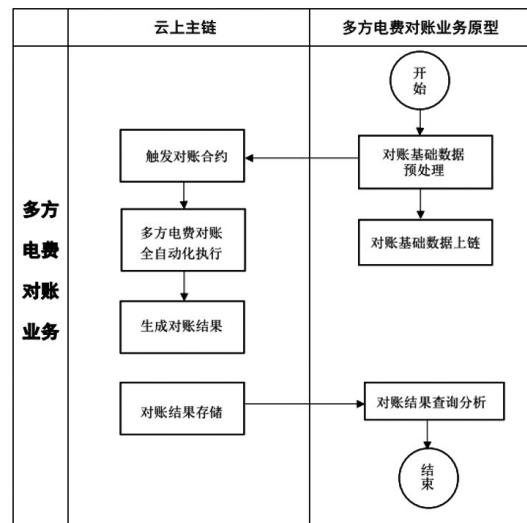 云上主链
多方电费对账业务原型
多方
电费
对账
业务
开
始
对账基础数据
预处理
触发对账合约
对账基础数据上链
多方电费对账
全自动化执行
生成对账结果
对账结果存储
对账结果查询分析
结
束